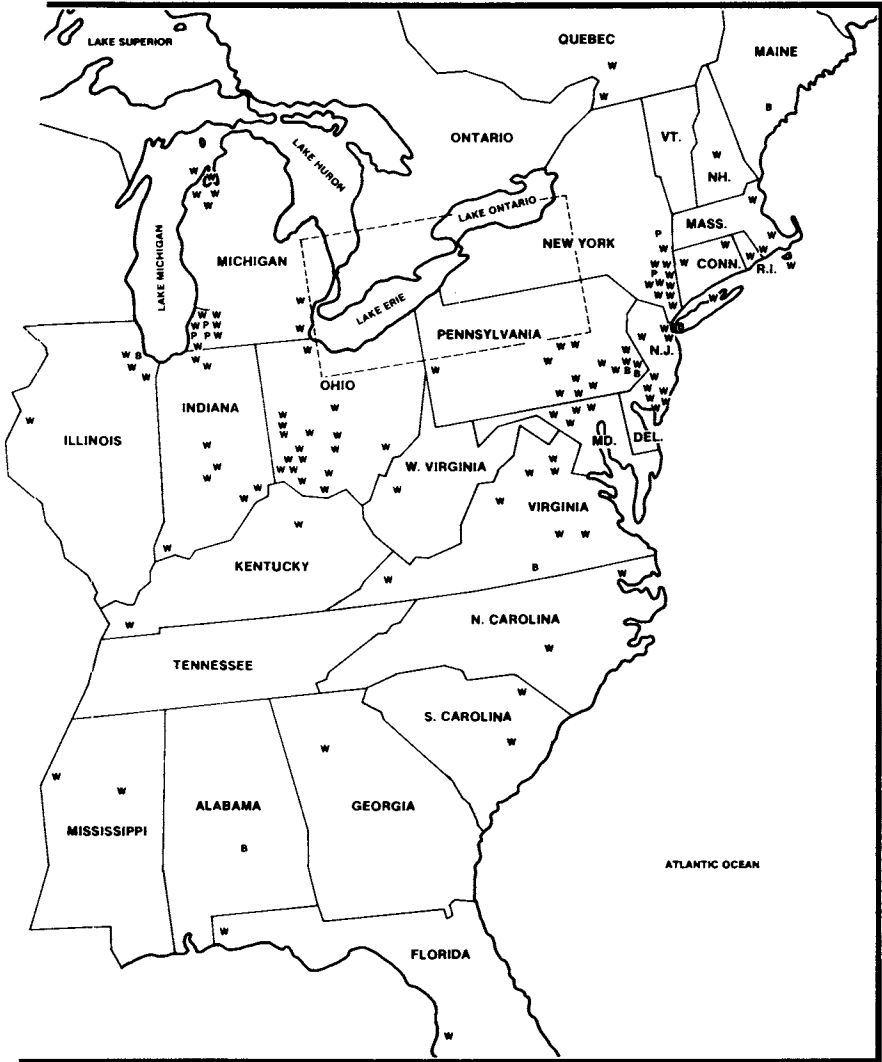 LAKE SUPERIOR
QUEBEC
W
MAINE
W
B
ONTARIO
VT.
LAKE HURON
W
NH.
W W
W W
W
W
LAKE ONTARIO
MASS.
P W
NEW YORK
W
MICHIGAN
LAKE MICHIGAN
W W
CONN.
W W
R.I.
W
W W
P W
W W
W W
W W
W
LAKE ERIE
W
W W
W P W
P P W
W
W
PENNSYLVANIA
W W
W
N.J.
W
W W
W
W B
W
W
W W
W
W
W W
B B
W
W W
OHIO
INDIANA
W
W
W W
W W
W W
W
W
W
W
W W
W
W
W
ILLINOIS
W
W
W
W W
W
W
W
MD.
DEL.
W. VIRGINIA
W
W W
W W
W W
W
W
W
W
W
W
W
W
W W
W
VIRGINIA
W
W W
W
KENTUCKY
B
W
W
W
N. CAROLINA
W
TENNESSEE
W
S. CAROLINA
W
W
W
W
ALABAMA
GEORGIA
MISSISSIPPI
B
ATLANTIC OCEAN
W
FLORIDA
W